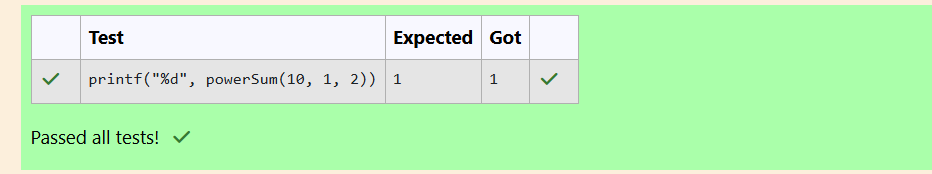 Test Expected Got
printf("%d", powerSum(10, 1, 2)) 1 1
Passed all tests!